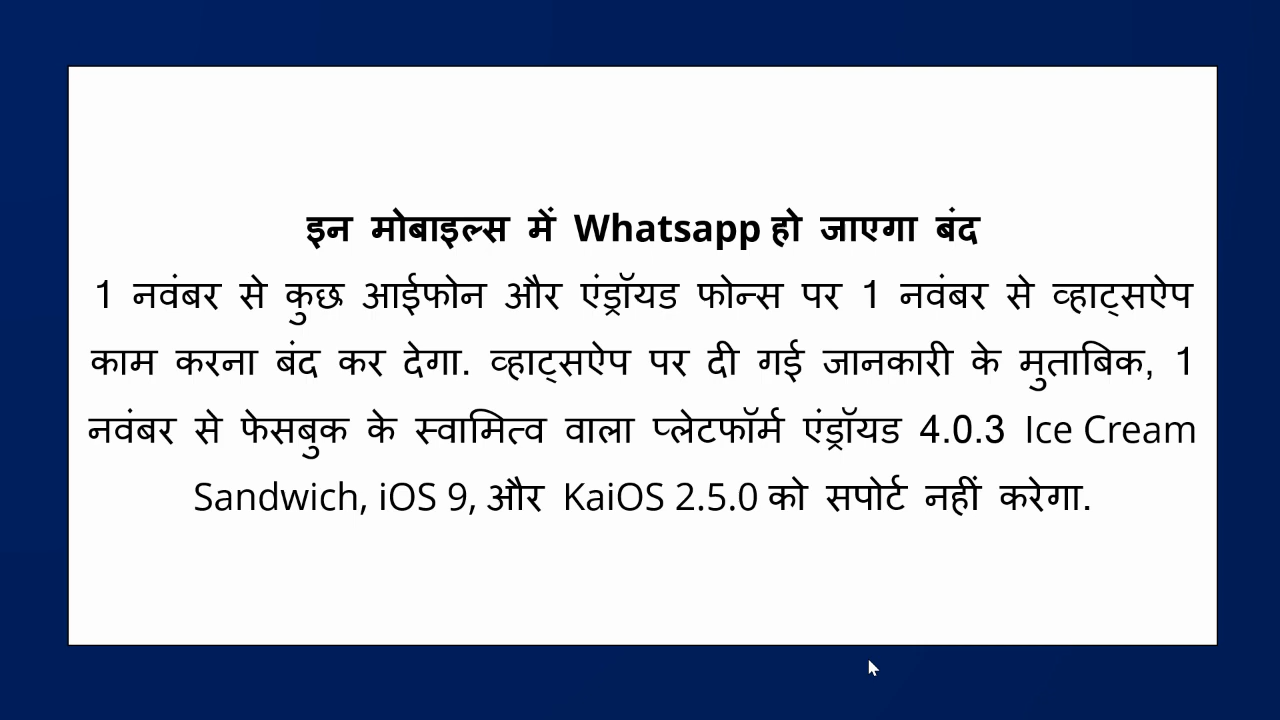 इन मोबाइल्स में Whatsapp हो जाएगा बंद
1 नवंबर से कुछ आईफोन और एंड्रॉयड फोन्स पर 1 नवंबर से व्हाट्सऐप
काम करना बंद कर देगा. व्हाट्सऐप पर दी गई जानकारी के मुताबिक, 1
नवंबर से फेसबुक के स्वामित्व वाला प्लेटफॉर्म एंड्रॉयड 4.0.3 Ice Cream
Sandwich, iOS 9, और KaiOS 2.5.0 को सपोर्ट नहीं करेगा.